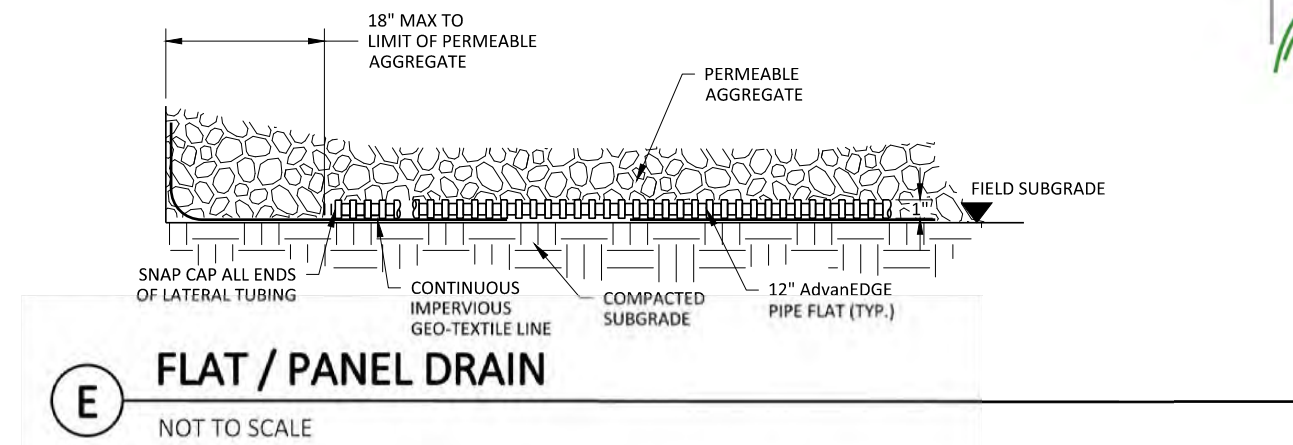 18" MAX TO
LIMIT OF PERMEABLE
AGGREGATE
PERMEABLE
AGGREGATE
FIELD SUBGRADE
1"
SNAP CAP ALL ENDS
OF LATERAL TUBING
CONTINUOUS
IMPERVIOUS
GEO-TEXTILE LINE
COMPACTED
SUBGRADE
12" AdvanEDGE
PIPE FLAT (TYP.)
E
FLAT / PANEL DRAIN
NOT TO SCALE